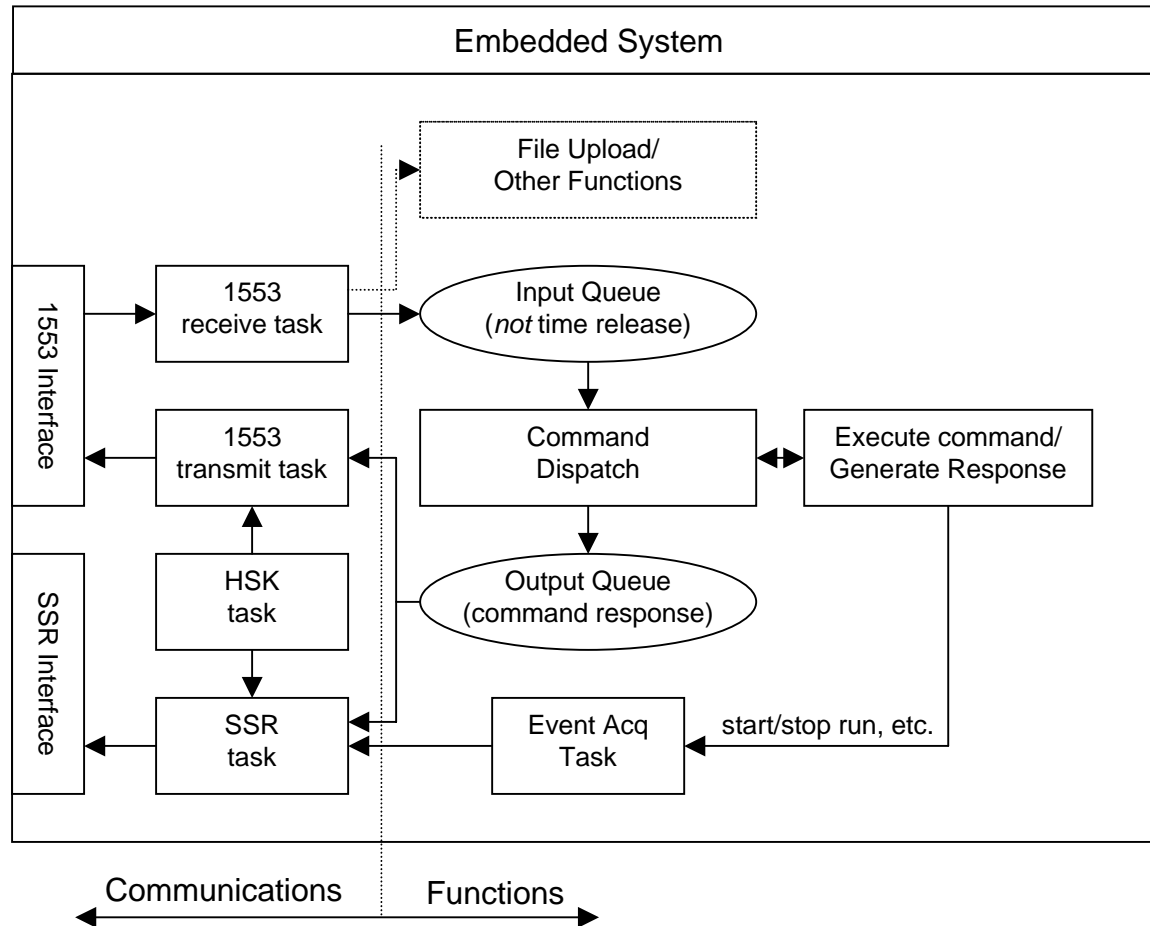 Embedded System
File Upload/
Other Functions
1553 Interface
1553
receive task
Input Queue
(not time release)
1553
transmit task
Command
Dispatch
Execute command/
Generate Response
SSR Interface
HSK
task
Output Queue
(command response)
SSR
task
Event Acq
Task
start/stop run, etc.
Communications
Functions